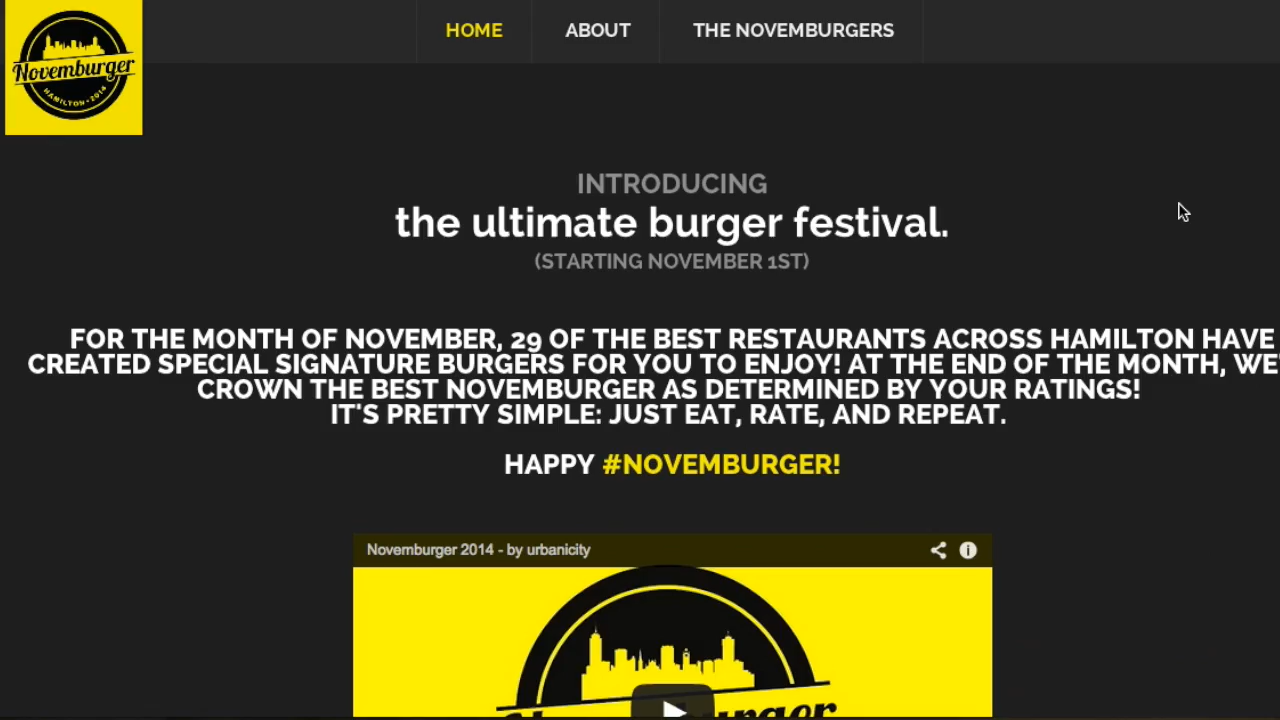 Novemburger
HAMILTON • 2014
HOME
ABOUT
THE NOVEMBURGERS
INTRODUCING
the ultimate burger festival.
(STARTING NOVEMBER 1ST)
FOR THE MONTH OF NOVEMBER, 29 OF THE BEST RESTAURANTS ACROSS HAMILTON HAVE
CREATED SPECIAL SIGNATURE BURGERS FOR YOU TO ENJOY! AT THE END OF THE MONTH, WE'
CROWN THE BEST NOVEMBURGER AS DETERMINED BY YOUR RATINGS!
IT'S PRETTY SIMPLE: JUST EAT, RATE, AND REPEAT.
HAPPY #NOVEMBURGER!
Novemburger 2014 - by urbanicity